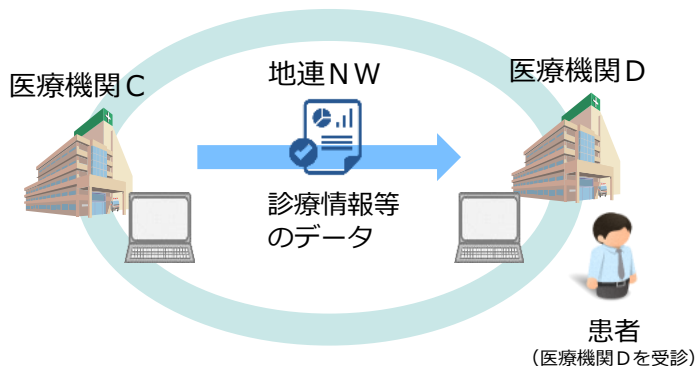 医療機関C
地連NW
医療機関D
診療情報等
のデータ
患者
（医療機関Dを受診）